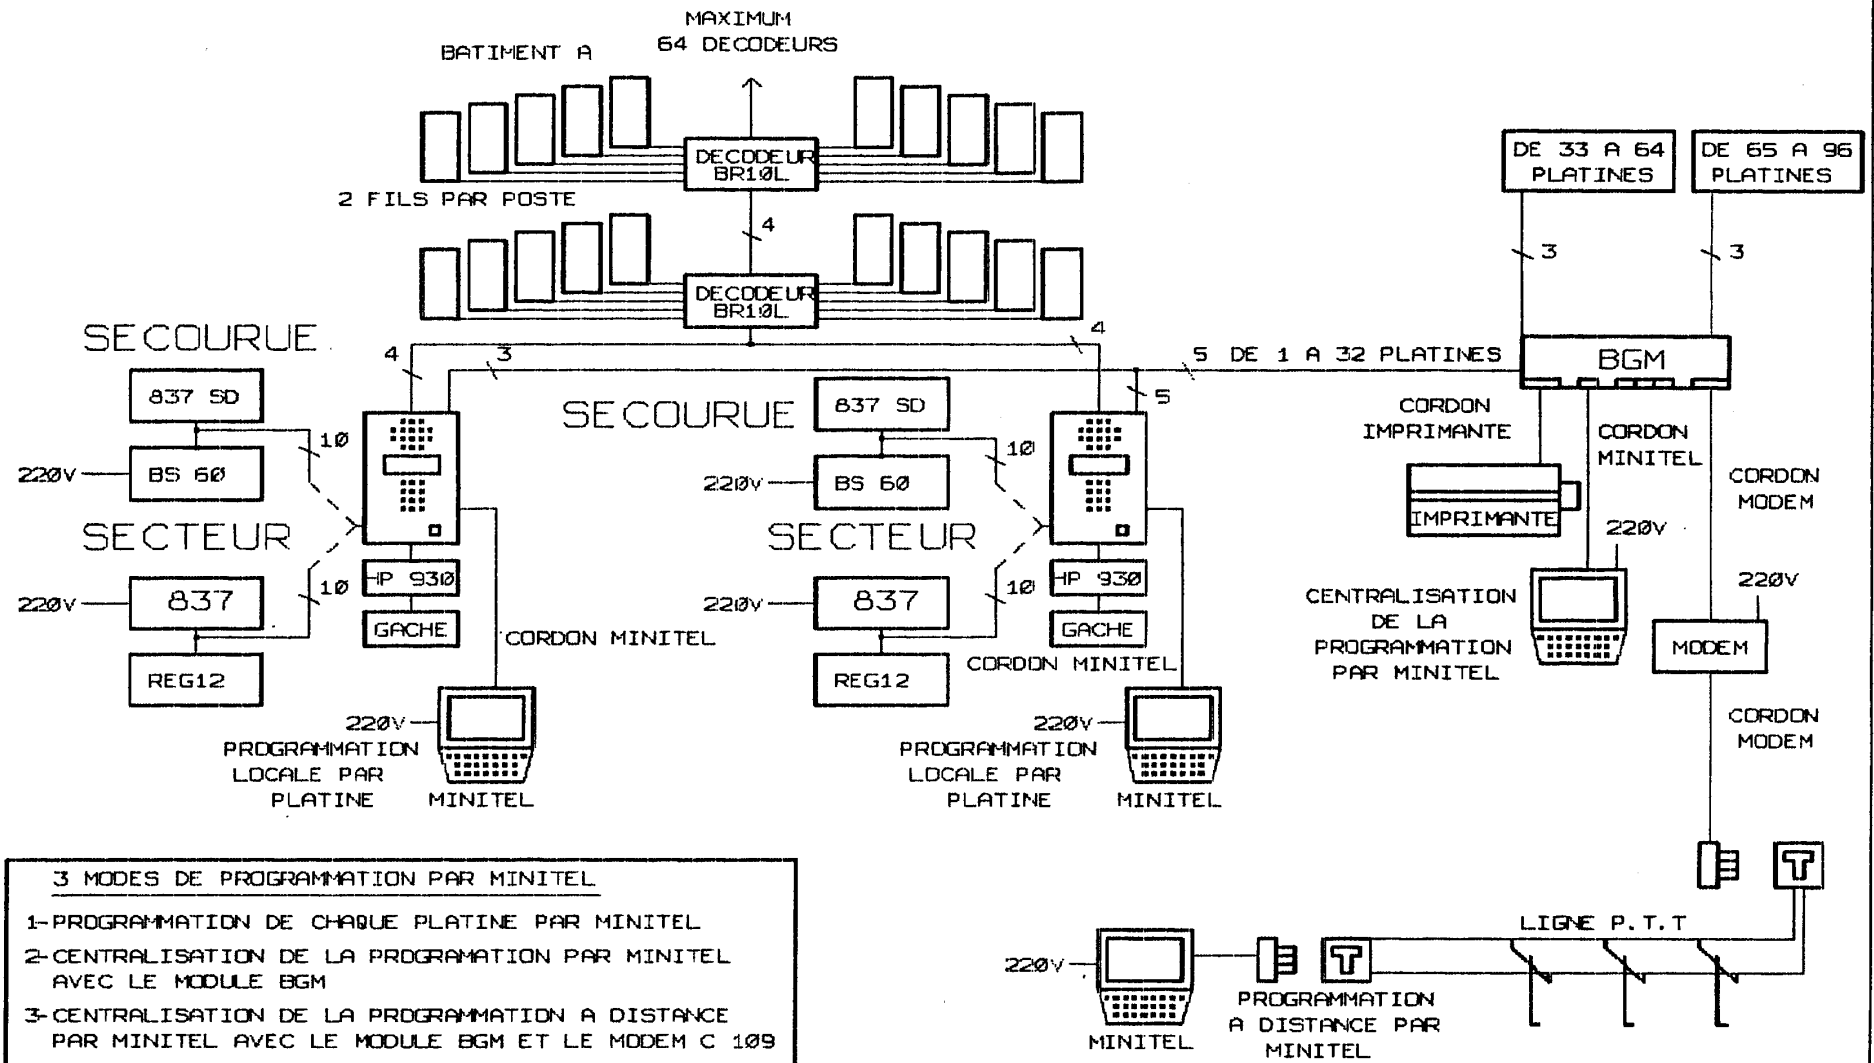 MAXIMUM
64 DECODEURS
BATIMENT A
DECODEUR
BR10L
2 FILS PAR POSTE
4
DECODEUR
BR10L
DE 33 A 64
PLATINES
DE 65 A 96
PLATINES
3
3
SECOURUE
4
3
4
5 DE 1 A 32 PLATINES
BGM
837 SD
10
BS 60
220V
SECTEUR
220V
837
10
REG12
HP 930
GACHE
CORDON MINITEL
220V
PROGRAMMATION
LOCALE PAR
PLATINE
MINITEL
SECOURUE
837 SD
5
10
220V
BS 60
SECTEUR
220V
837
10
REG12
HP 930
GACHE
CORDON MINITEL
220V
PROGRAMMATION
LOCALE PAR
PLATINE
MINITEL
CORDON
IMPRIMANTE
IMPRIMANTE
CORDON
MINITEL
CORDON
MODEM
220V
CENTRALISATION
DE LA
PROGRAMMATION
PAR MINITEL
220V
MODEM
CORDON
MODEM
T
LIGNE P.T.T
220V
T
MINITEL
PROGRAMMATION
A DISTANCE PAR
MINITEL
3 MODES DE PROGRAMMATION PAR MINITEL
1-PROGRAMMATION DE CHAQUE PLATINE PAR MINITEL
2-CENTRALISATION DE LA PROGRAMATION PAR MINITEL
AVEC LE MODULE BGM
3-CENTRALISATION DE LA PROGRAMMATION A DISTANCE
PAR MINITEL AVEC LE MODULE BGM ET LE MODEM C 109